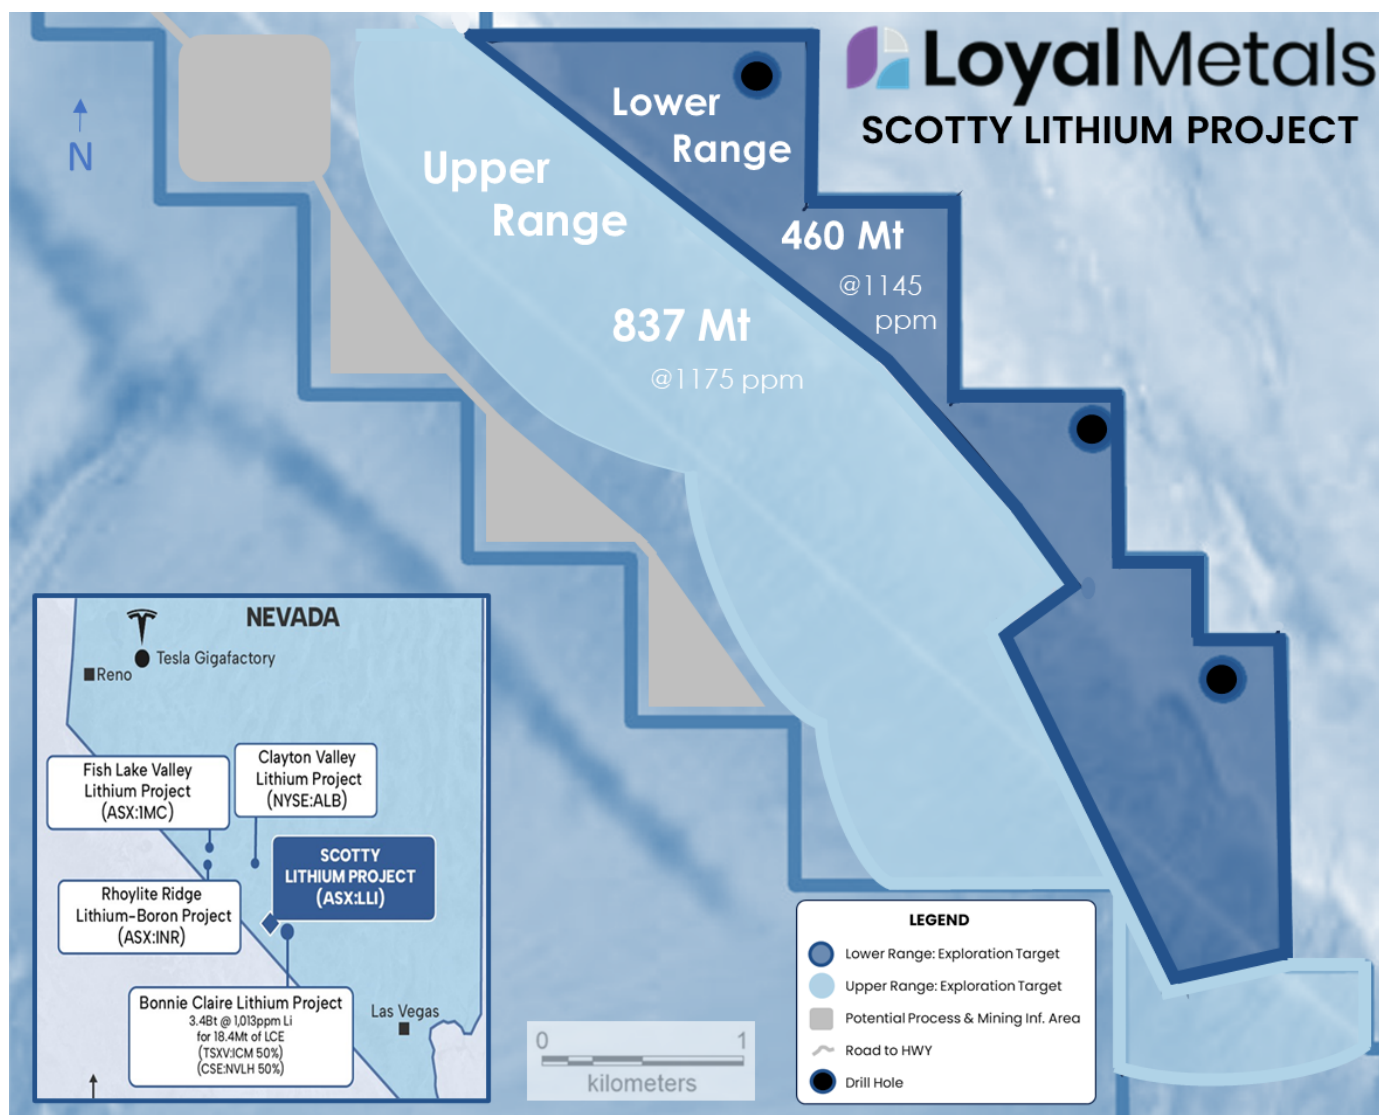 Loyal Metals
SCOTTY LITHIUM PROJECT
N
Lower
Range
Upper
Range
460 Mt
@1145
ppm
837 Mt
@1175 ppm
NEVADA
Tesla Gigafactory
Reno
Fish Lake Valley
Lithium Project
(ASX:1MC)
Clayton Valley
Lithium Project
(NYSE:ALB)
SCOTTY
LITHIUM PROJECT
(ASX:LLI)
Rhoylite Ridge
Lithium-Boron Project
(ASX:INR)
Bonnie Claire Lithium Project
3.4Bt @ 1,013ppm Li
for 18.4Mt of LCE
(TSXV:ICM 50%)
(CSE:NVLH 50%)
Las Vegas
0 1
kilometers
LEGEND
Lower Range: Exploration Target
Upper Range: Exploration Target
Potential Process & Mining Inf. Area
Road to HWY
Drill Hole